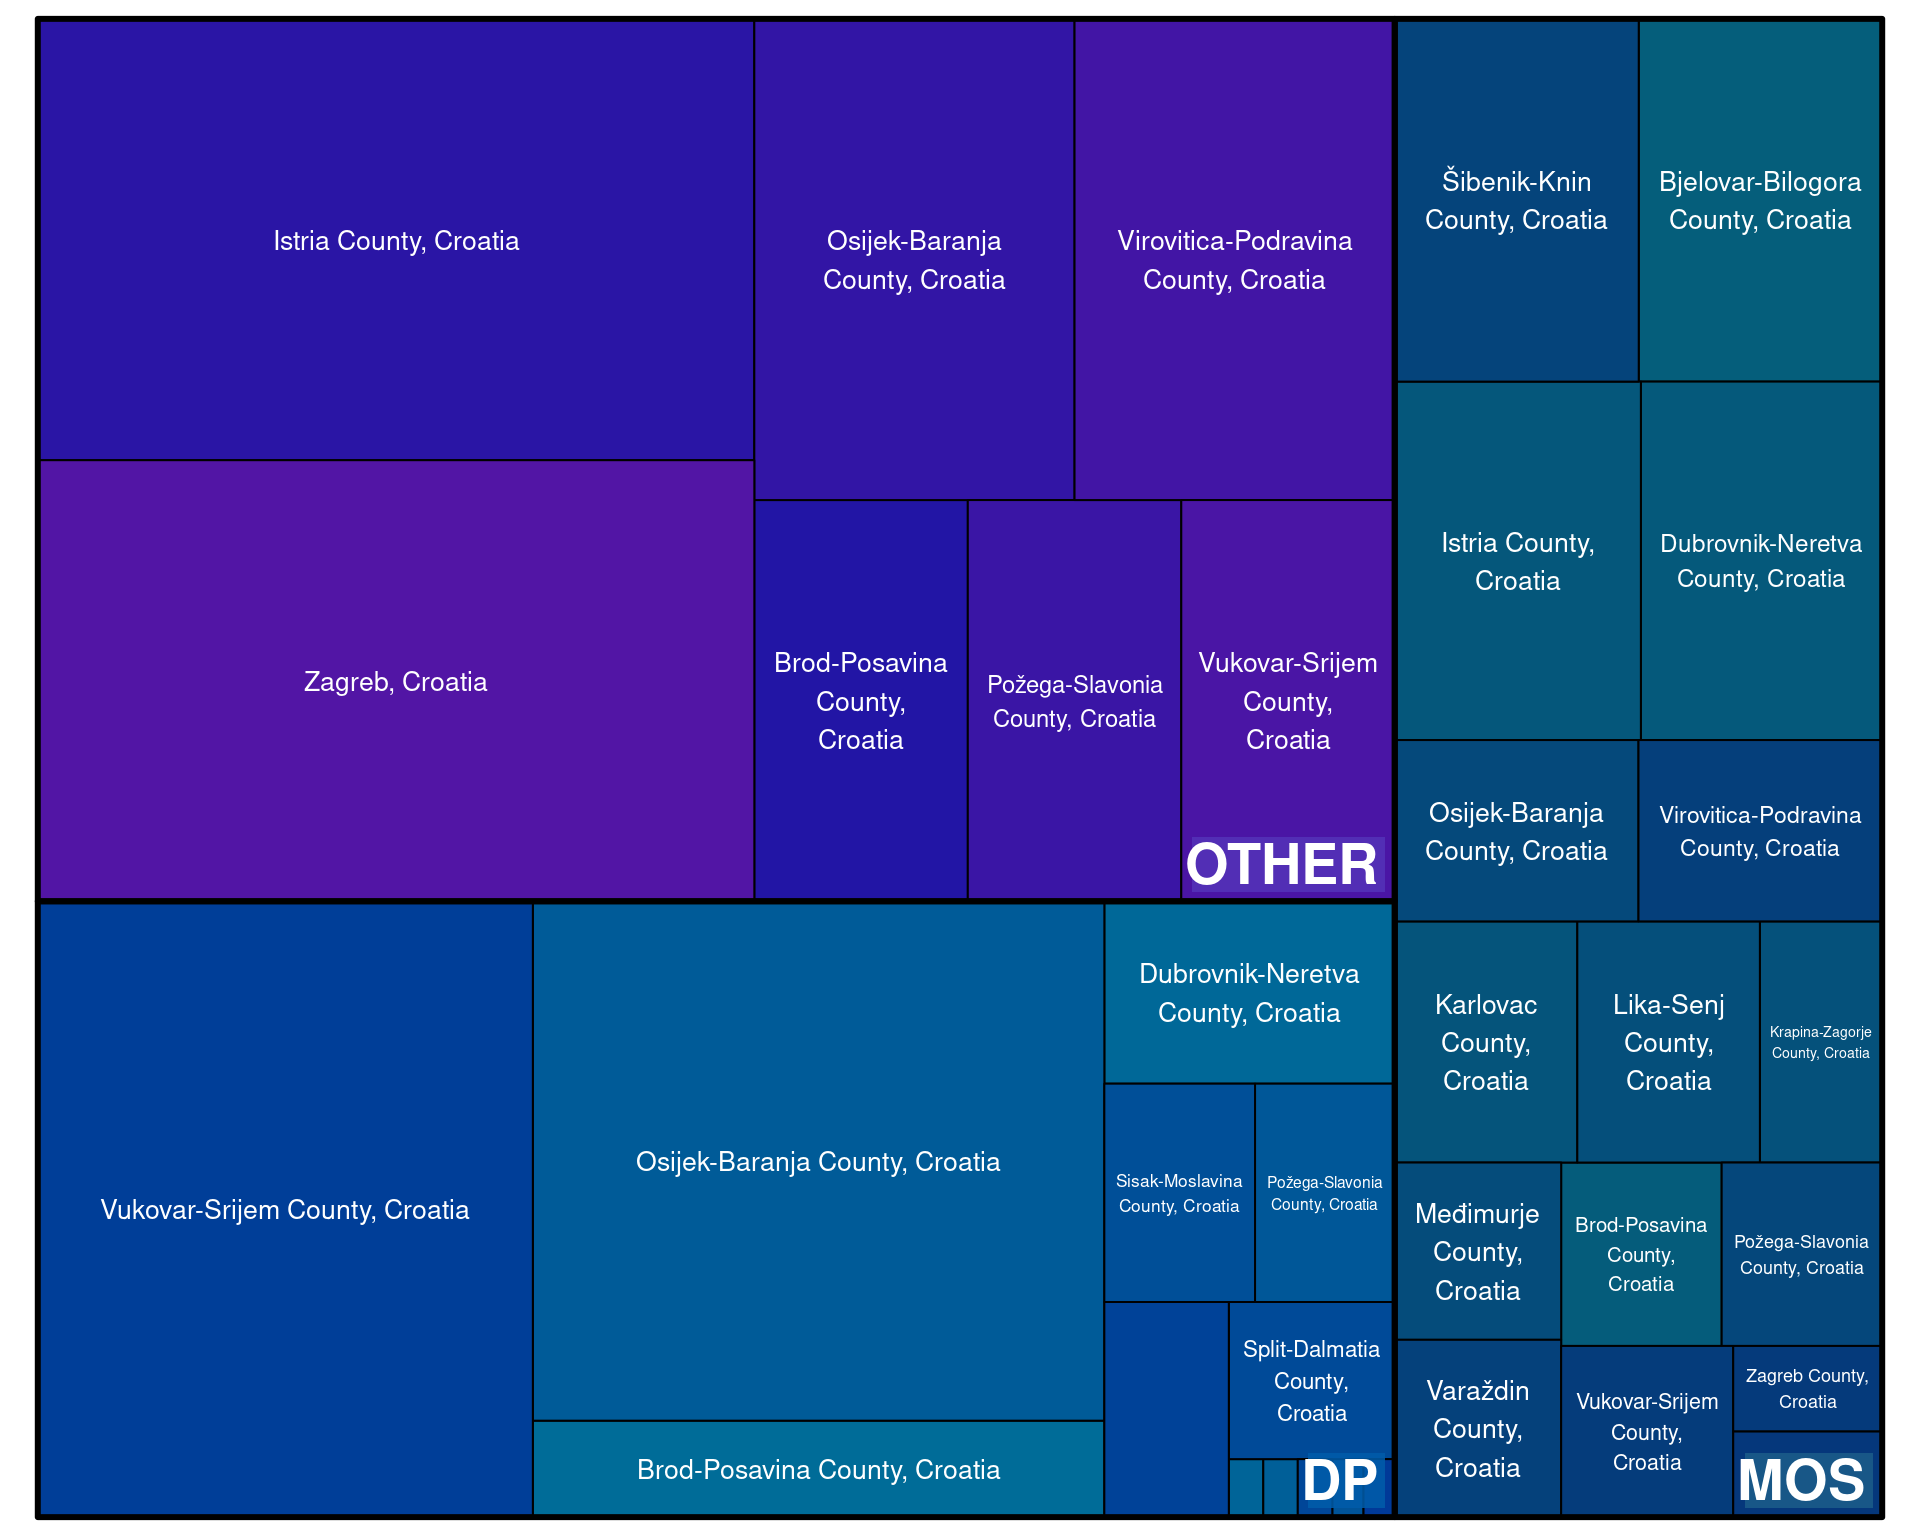 Istria County, Croatia
Osijek-Baranja
County, Croatia
Virovitica-Podravina
County, Croatia
Zagreb, Croatia
Brod-Posavina
County,
Croatia
Požega-Slavonia
County, Croatia
Vukovar-Srijem
County,
Croatia
OTHER
Vukovar-Srijem County, Croatia
Osijek-Baranja County, Croatia
Brod-Posavina County, Croatia
Dubrovnik-Neretva
County, Croatia
Sisak-Moslavina
County, Croatia
Požega-Slavonia
County, Croatia
Split-Dalmatia
County,
Croatia
DP
Šibenik-Knin
County, Croatia
Bjelovar-Bilogora
County, Croatia
Istria County,
Croatia
Dubrovnik-Neretva
County, Croatia
Osijek-Baranja
County, Croatia
Virovitica-Podravina
County, Croatia
Karlovac
County,
Croatia
Lika-Senj
County,
Croatia
Krapina-Zagorje
County, Croatia
Međimurje
County,
Croatia
Brod-Posavina
County,
Croatia
Požega-Slavonia
County, Croatia
Varaždin
County,
Croatia
Vukovar-Srijem
County,
Croatia
Zagreb County,
Croatia
MOS